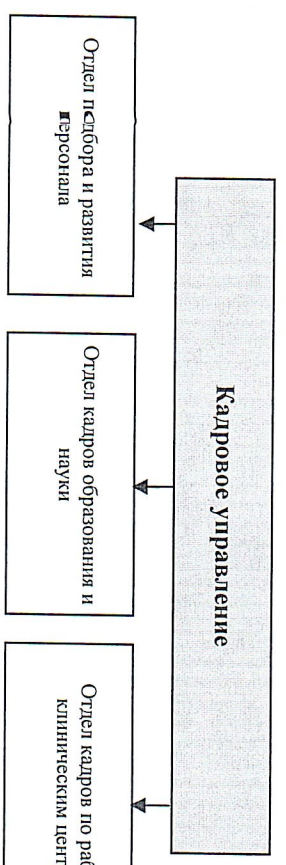 Кадровое управление
Отдел подбора и развития
персонала
Отдел кадров образования и
науки
Отдел кадров по
клиническим